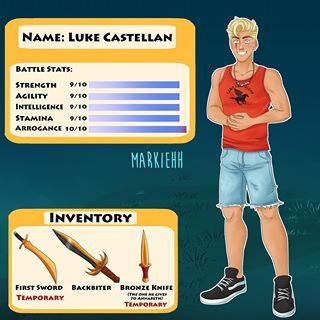 Name: Luke Castellan
Battle Stats:
Strength 9/10
Agility 9/10
Intelligence 9/10
Stamina 9/10
Arrogance 10/10
MARKIEHH
Inventory
First Sword
Temporary
Backbiter
Bronze Knife
(The one he gives
to Annabeth)
Temporary